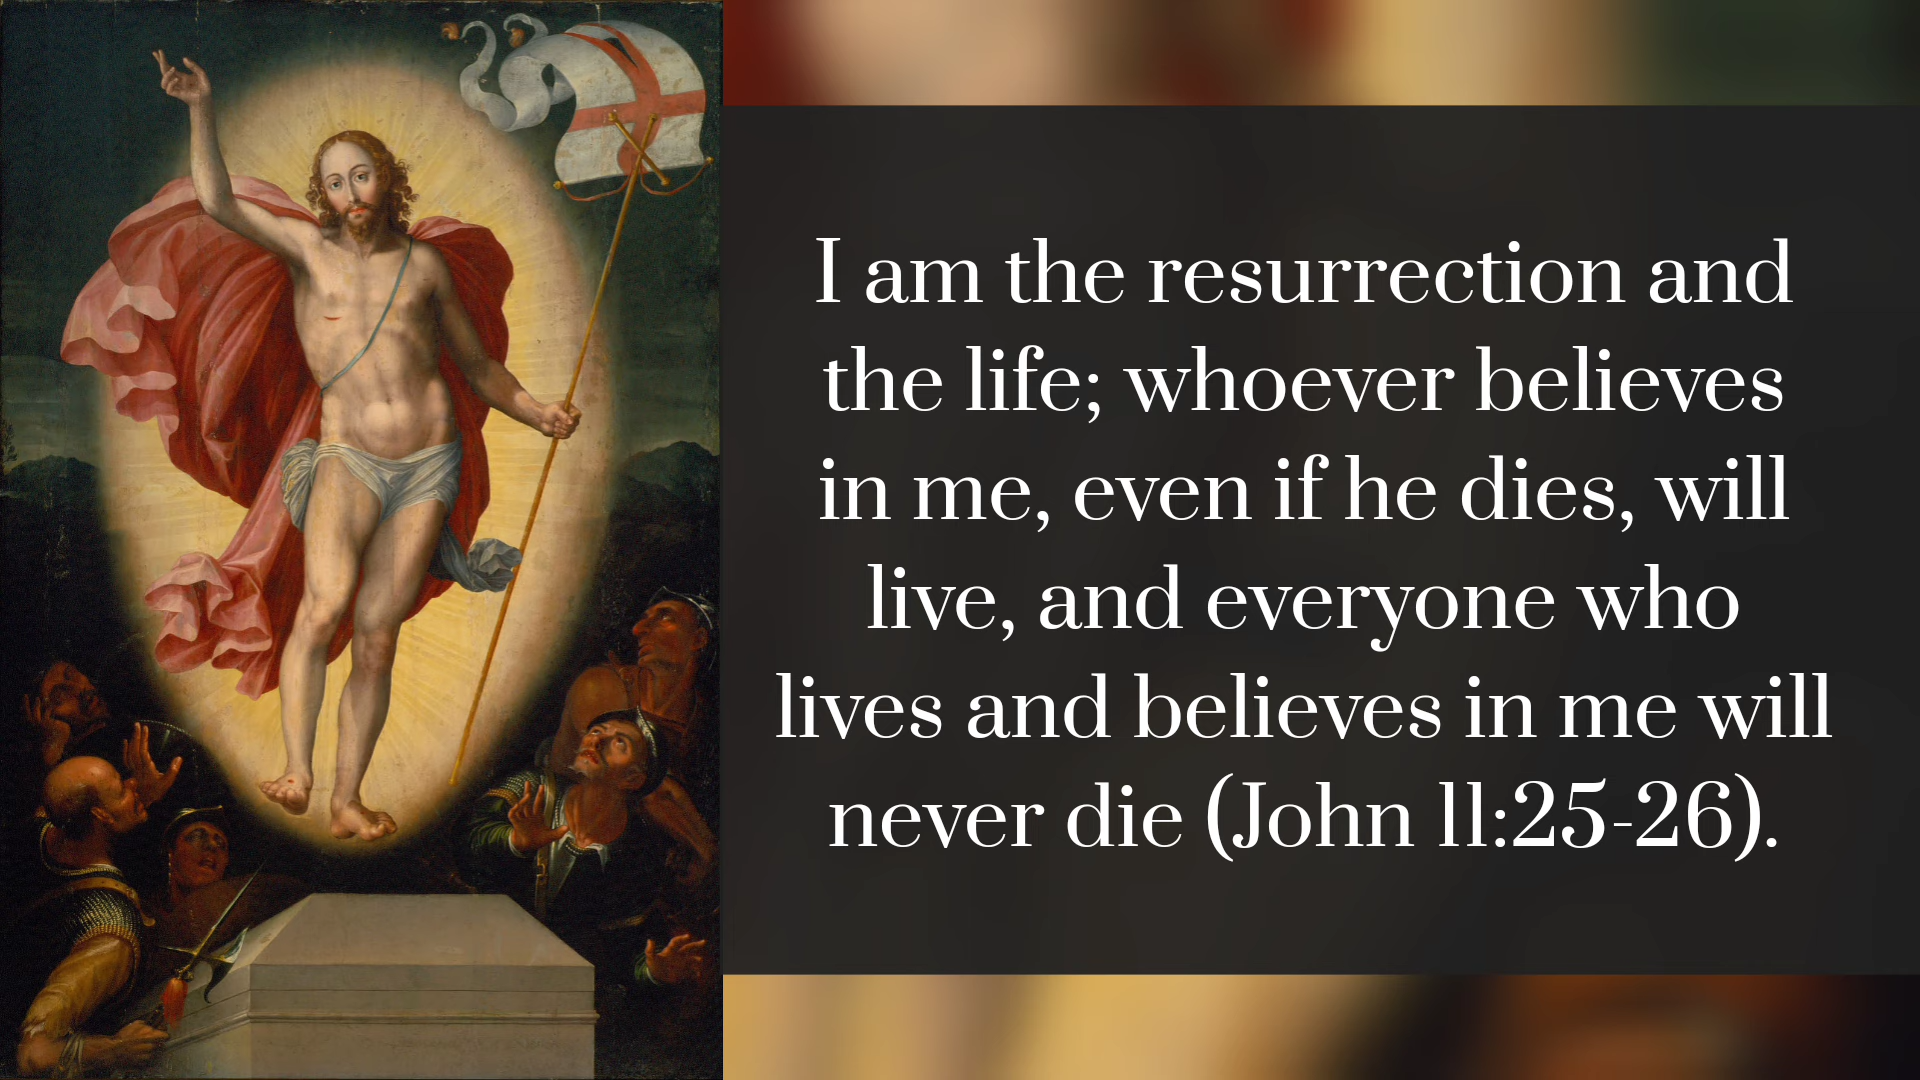 I am the resurrection and
the life; whoever believes
in me, even if he dies, will
live, and everyone who
lives and believes in me will
never die (John 11:25-26).